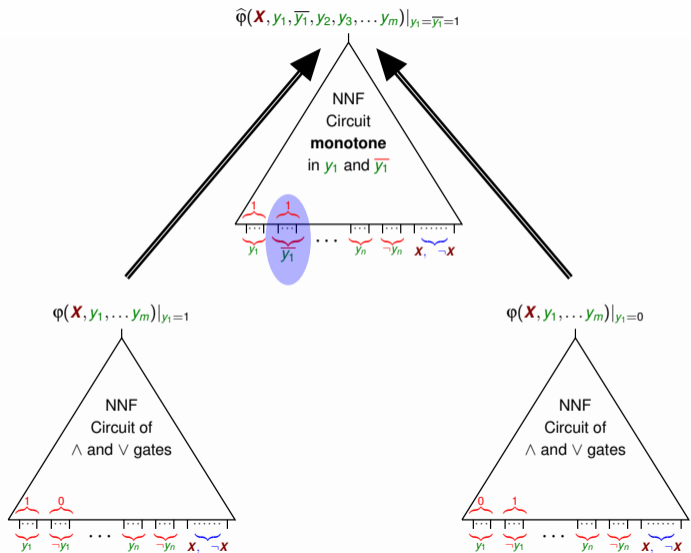 φ̂(X, y₁, y₁̅, y₂, y₃, … yₘ)|y₁=y₁̅=1
NNF
Circuit
monotone
in y₁ and y₁̅
1 1
…… …… … …… …… ……
y₁ y₁̅ yₙ ¬yₙ X, ¬X
φ(X, y₁, … yₘ)|y₁=1
NNF
Circuit of
∧ and ∨ gates
1 0
…… …… … …… …… ……
y₁ ¬y₁ yₙ ¬yₙ X, ¬X
φ(X, y₁, … yₘ)|y₁=0
NNF
Circuit of
∧ and ∨ gates
0 1
…… …… … …… …… ……
y₁ ¬y₁ yₙ ¬yₙ X, ¬X